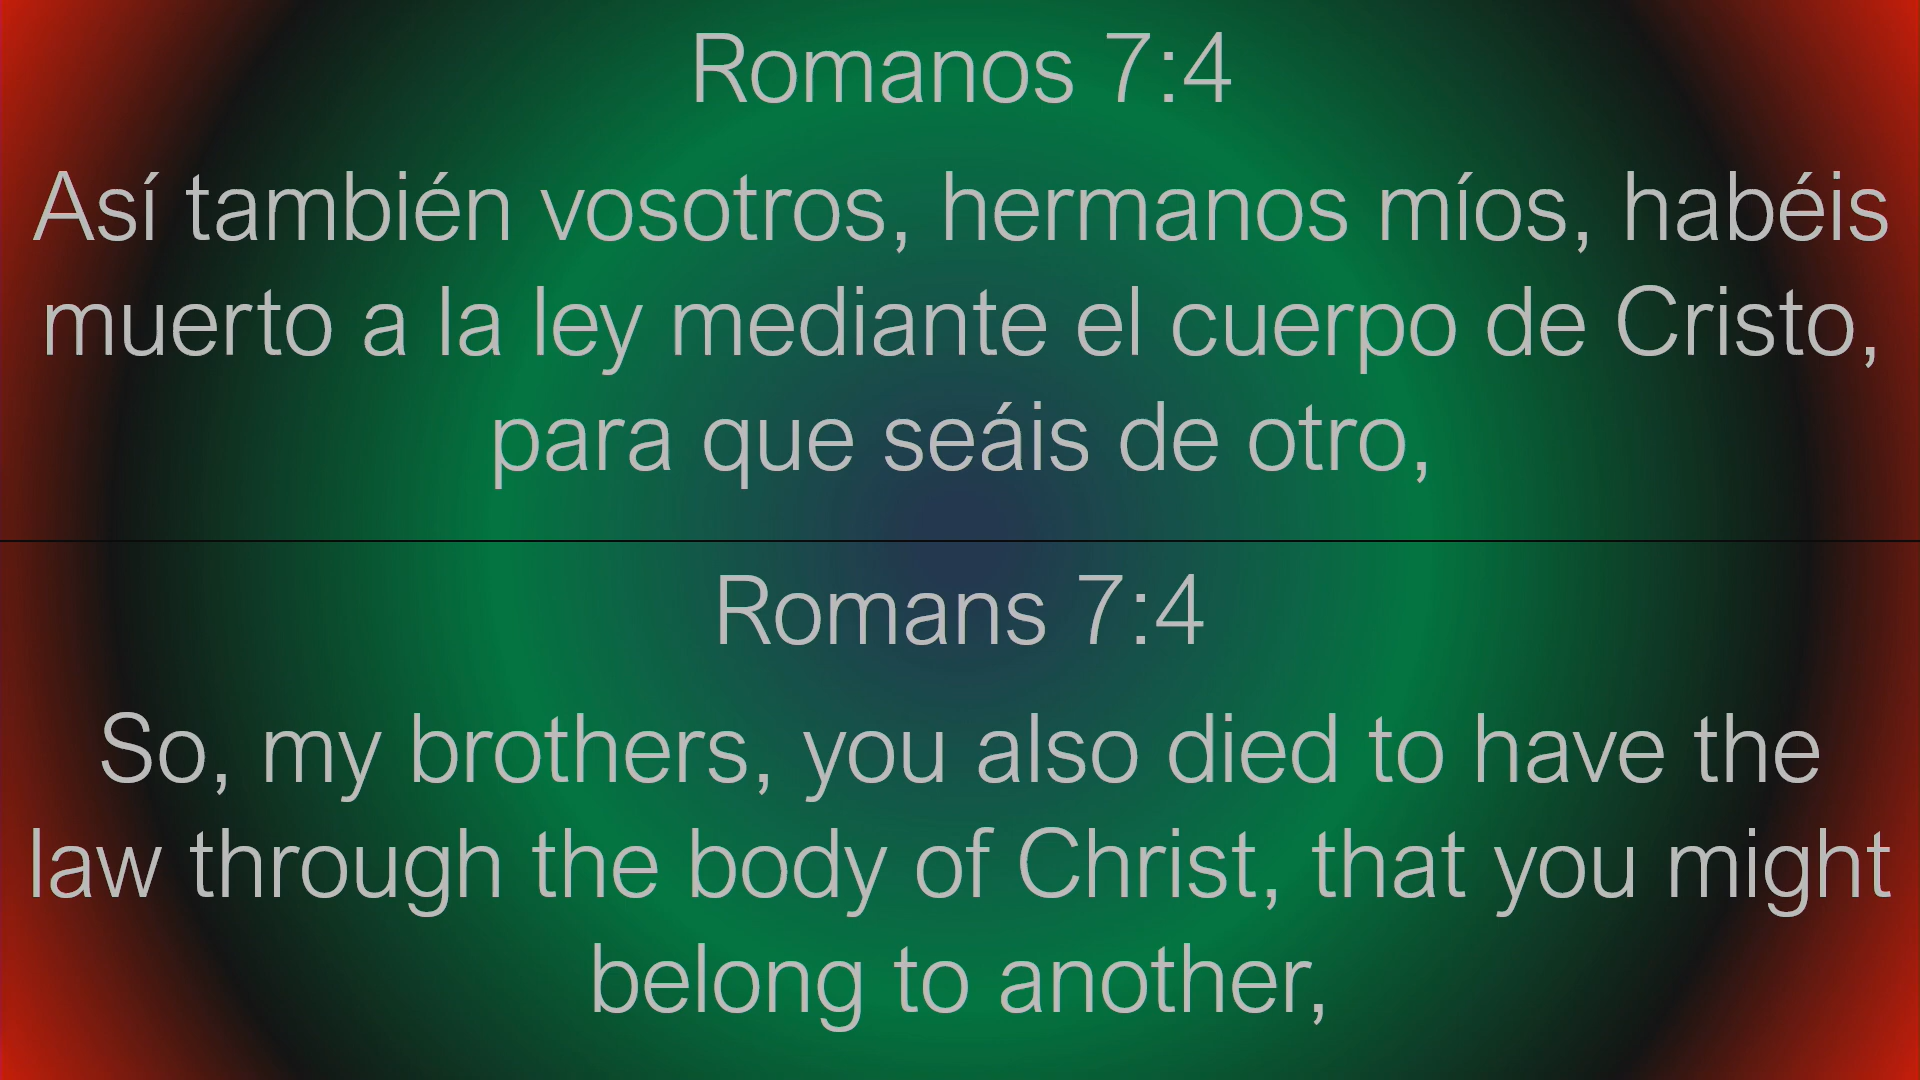 Romanos 7:4
Así también vosotros, hermanos míos, habéis
muerto a la ley mediante el cuerpo de Cristo,
para que seáis de otro,
Romans 7:4
So, my brothers, you also died to have the
law through the body of Christ, that you might
belong to another,